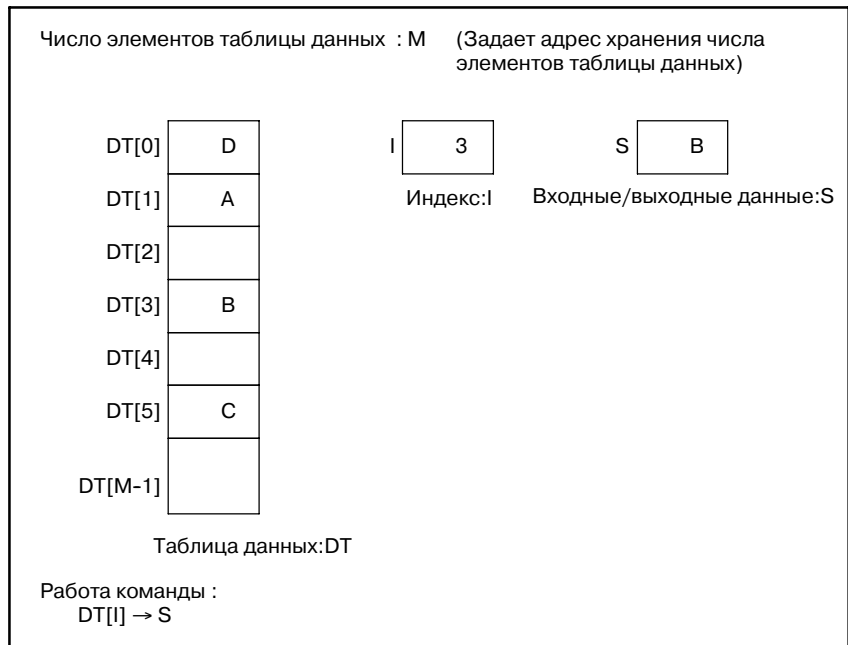 Число элементов таблицы данных : M (Задает адрес хранения числа
элементов таблицы данных)
DT[0] D I 3 S B
DT[1] A Индекс:I Входные/выходные данные:S
DT[2]
DT[3] B
DT[4]
DT[5] C
DT[M-1]
Таблица данных:DT
Работа команды :
DT[I] → S